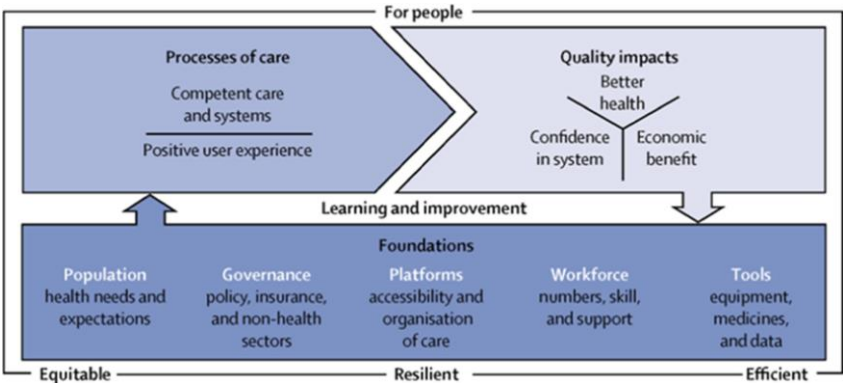 For people
Processes of care
Competent care
and systems
Positive user experience
Quality impacts
Better
health
Confidence
in system
Economic
benefit
Learning and improvement
Foundations
Population
health needs and
expectations
Governance
policy, insurance,
and non-health
sectors
Platforms
accessibility and
organisation
of care
Workforce
numbers, skill,
and support
Tools
equipment,
medicines,
and data
Equitable
Resilient
Efficient